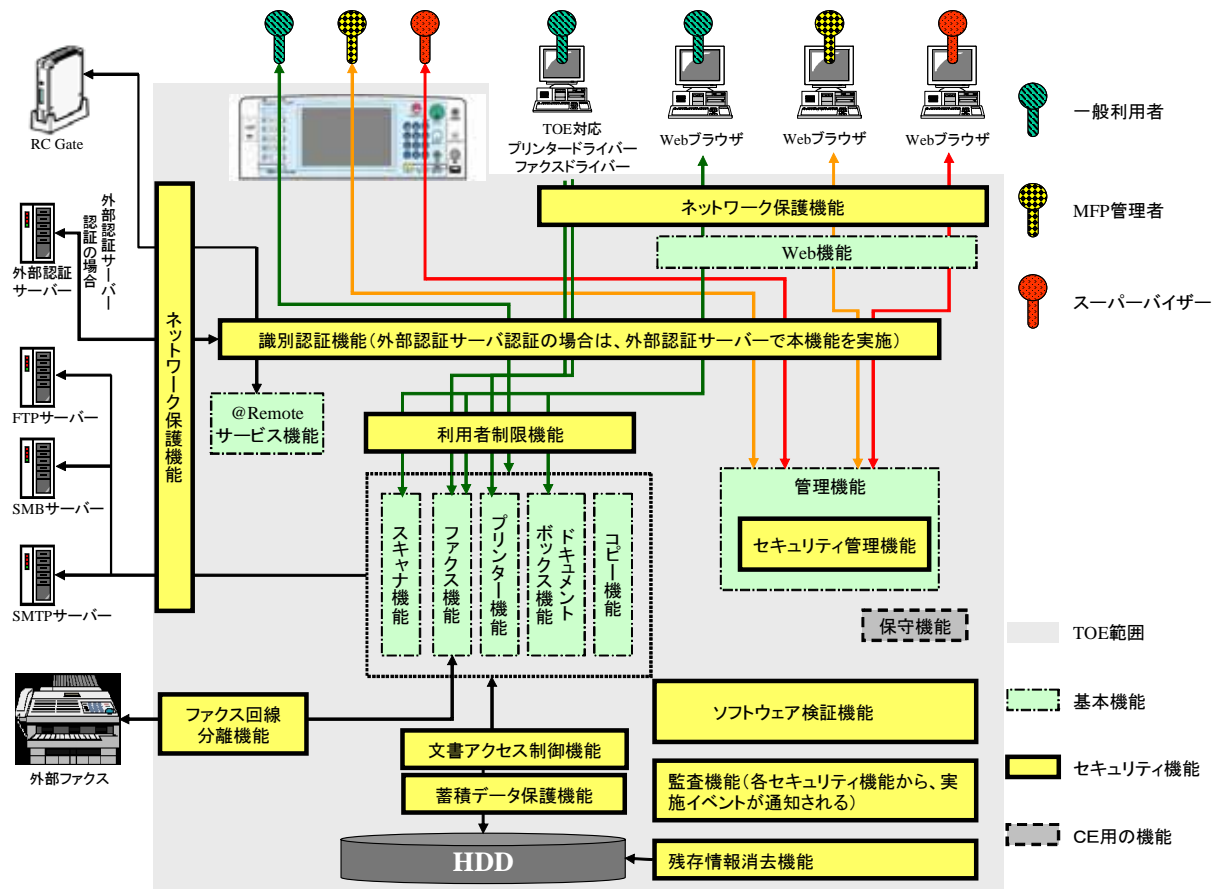 RC Gate
TOE対応
プリンタードライバー
ファクスドライバー
Webブラウザ
Webブラウザ
Webブラウザ
一般利用者
MFP管理者
スーパーバイザー
ネットワーク保護機能
Web機能
外部認証サーバー
認証の場合
外部認証
サーバー
ネットワーク保護機能
識別認証機能(外部認証サーバ認証の場合は、外部認証サーバーで本機能を実施)
FTPサーバー
SMBサーバー
SMTPサーバー
@Remote
サービス機能
利用者制限機能
スキャナ機能
ファクス機能
プリンター機能
ドキュメント
ボックス機能
コピー機能
管理機能
セキュリティ管理機能
保守機能
TOE範囲
基本機能
セキュリティ機能
CE用の機能
外部ファクス
ファクス回線
分離機能
文書アクセス制御機能
蓄積データ保護機能
HDD
ソフトウェア検証機能
監査機能(各セキュリティ機能から、実
施イベントが通知される)
残存情報消去機能